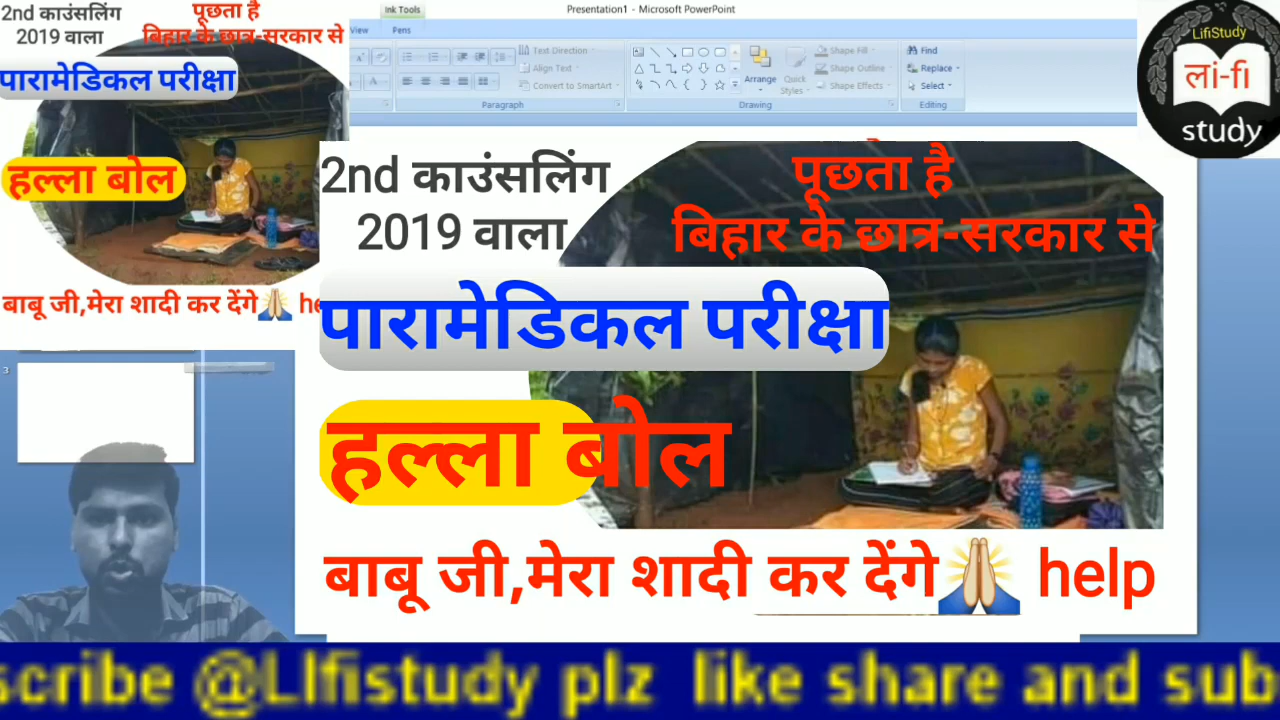 2nd काउंसलिंग
2019 वाला
पूछता है
बिहार के छात्र-सरकार से
पारामेडिकल परीक्षा
हल्ला बोल
बाबू जी,मेरा शादी कर देंगे🙏 he
Ink Tools
Presentation1 - Microsoft PowerPoint
View
Pens
Text Direction
Align Text
Convert to SmartArt
Paragraph
Arrange
Quick
Styles
Shape Fill
Shape Outline
Shape Effects
Drawing
Find
Replace
Select
Editing
LifiStudy
लां-fi
study
2nd काउंसलिंग
2019 वाला
पूछता है
बिहार के छात्र-सरकार से
पारामेडिकल परीक्षा
हल्ला बोल
बाबू जी,मेरा शादी कर देंगे🙏 help
3
scribe @LIfistudy plz like share and sub